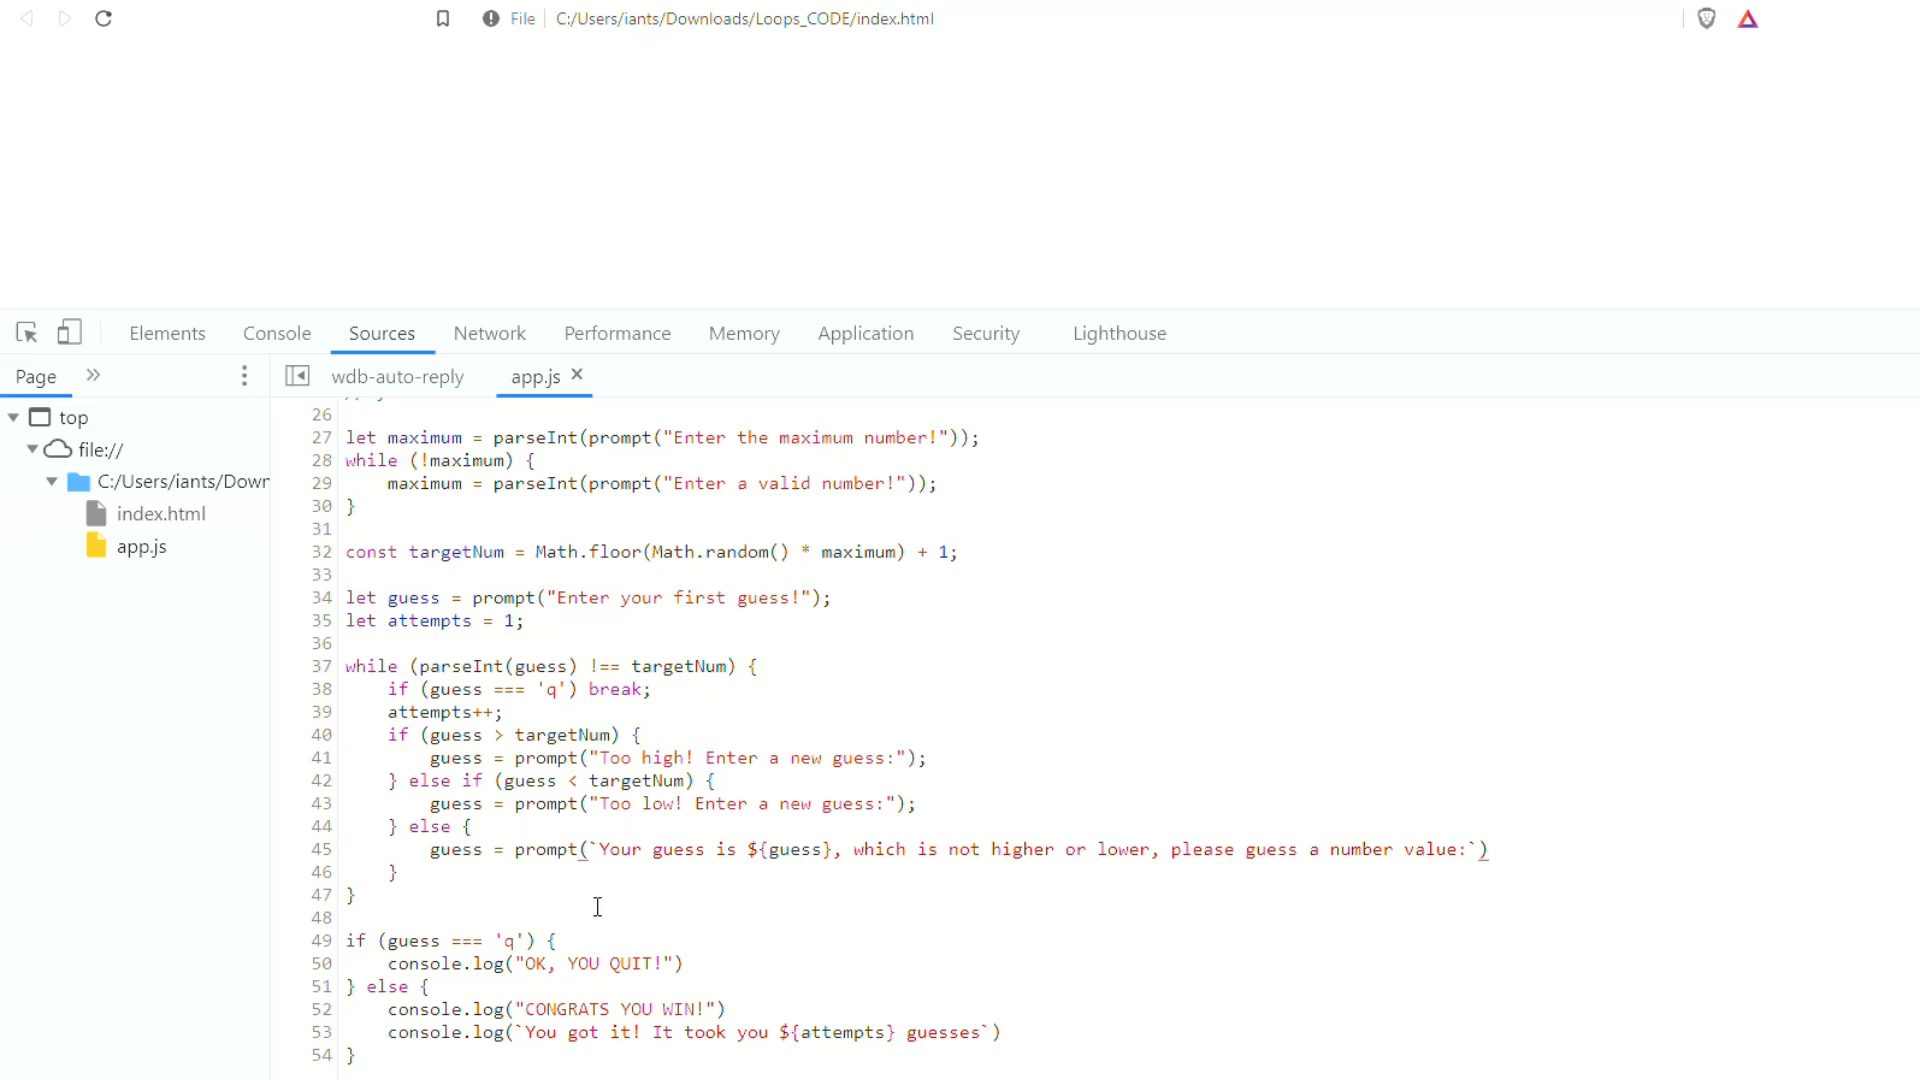 File C:/Users/iants/Downloads/Loops_CODE/index.html
Elements Console Sources Network Performance Memory Application Security Lighthouse
Page » wdb-auto-reply app.js ×
top
file://
C:/Users/iants/Dowr
index.html
app.js
26
27 let maximum = parseInt(prompt("Enter the maximum number!"));
28 while (!maximum) {
29     maximum = parseInt(prompt("Enter a valid number!"));
30 }
31
32 const targetNum = Math.floor(Math.random() * maximum) + 1;
33
34 let guess = prompt("Enter your first guess!");
35 let attempts = 1;
36
37 while (parseInt(guess) !== targetNum) {
38     if (guess === 'q') break;
39     attempts++;
40     if (guess > targetNum) {
41         guess = prompt("Too high! Enter a new guess:");
42     } else if (guess < targetNum) {
43         guess = prompt("Too low! Enter a new guess:");
44     } else {
45         guess = prompt(`Your guess is ${guess}, which is not higher or lower, please guess a number value:`)
46     }
47 }
48
49 if (guess === 'q') {
50     console.log("OK, YOU QUIT!")
51 } else {
52     console.log("CONGRATS YOU WIN!")
53     console.log(`You got it! It took you ${attempts} guesses`)
54 }